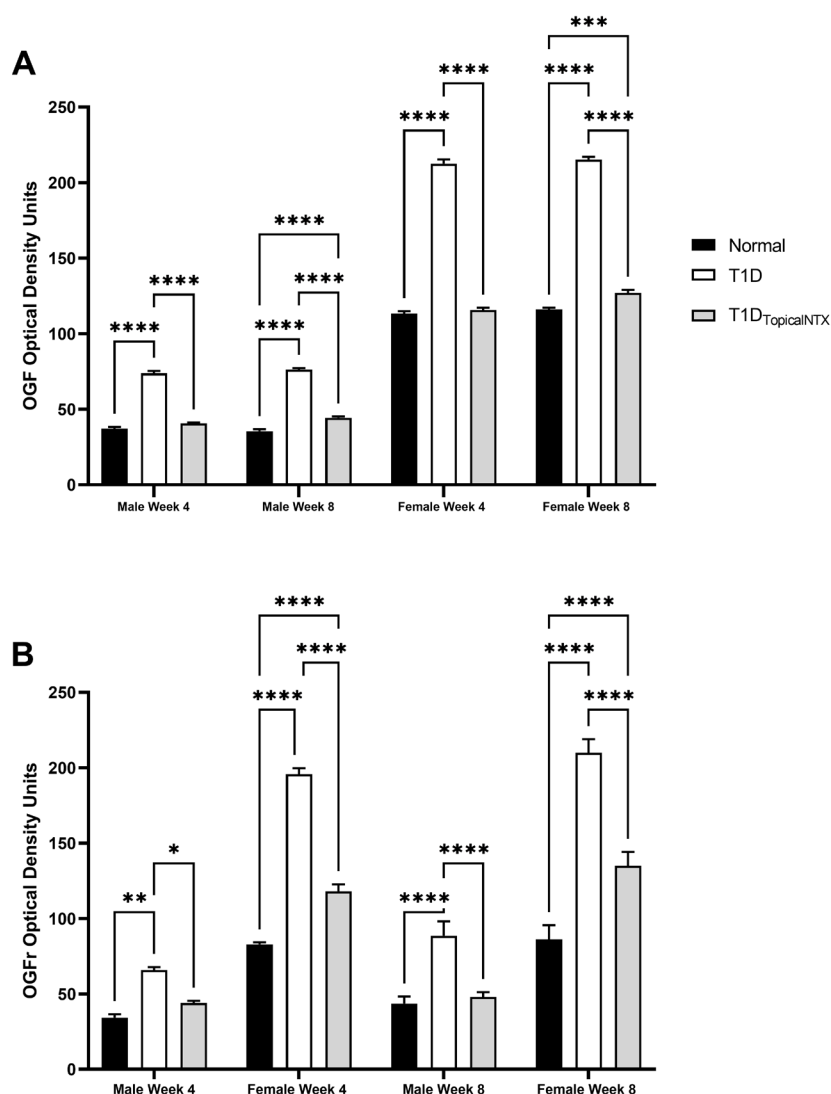 A
***
**** ****
**** ****
****
**** ****
**** ****
250
200
150
100
50
0
OGF Optical Density Units
Male Week 4 Male Week 8 Female Week 4 Female Week 8
Normal
T1D
T1DTopicalNTX
B
**** ****
**** ****
**** ****
* ****
** ****
250
200
150
100
50
0
OGFr Optical Density Units
Male Week 4 Female Week 4 Male Week 8 Female Week 8